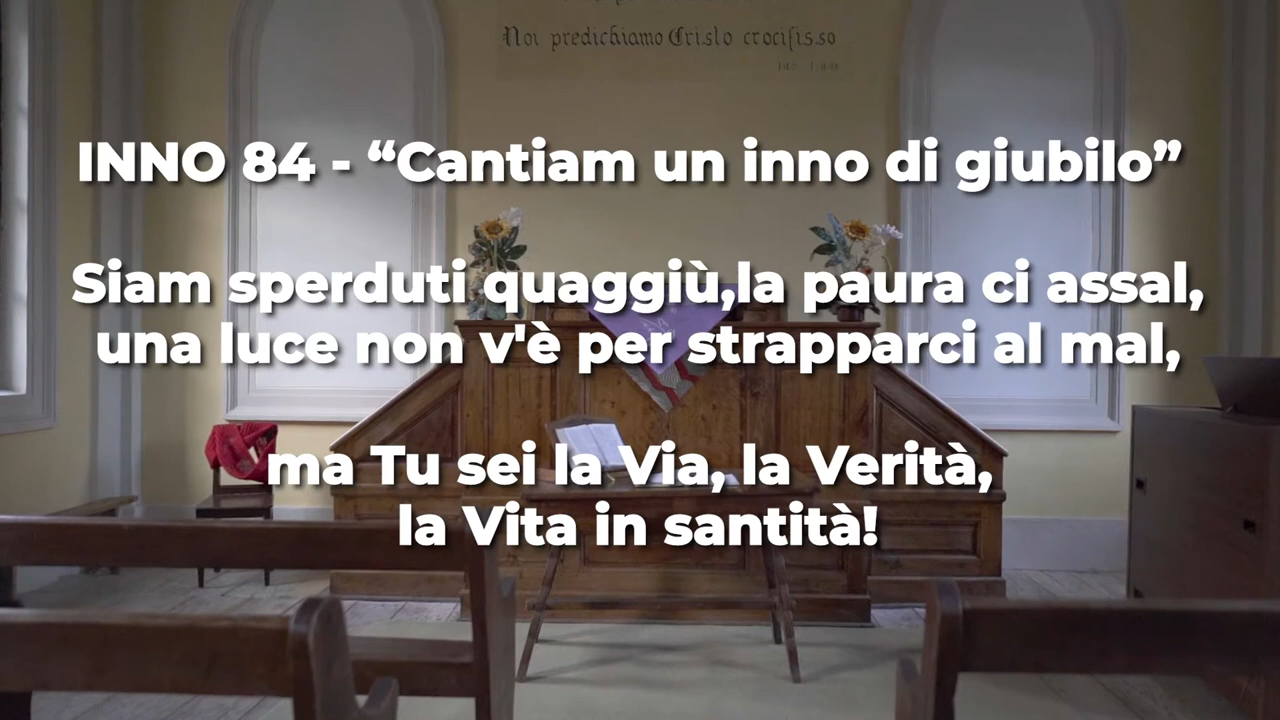 Noi predichiamo Cristo crocifisso
INNO 84 - “Cantiam un inno di giubilo”
Siam sperduti quaggiù,la paura ci assal,
una luce non v'è per strapparci al mal,
ma Tu sei la Via, la Verità,
la Vita in santità!